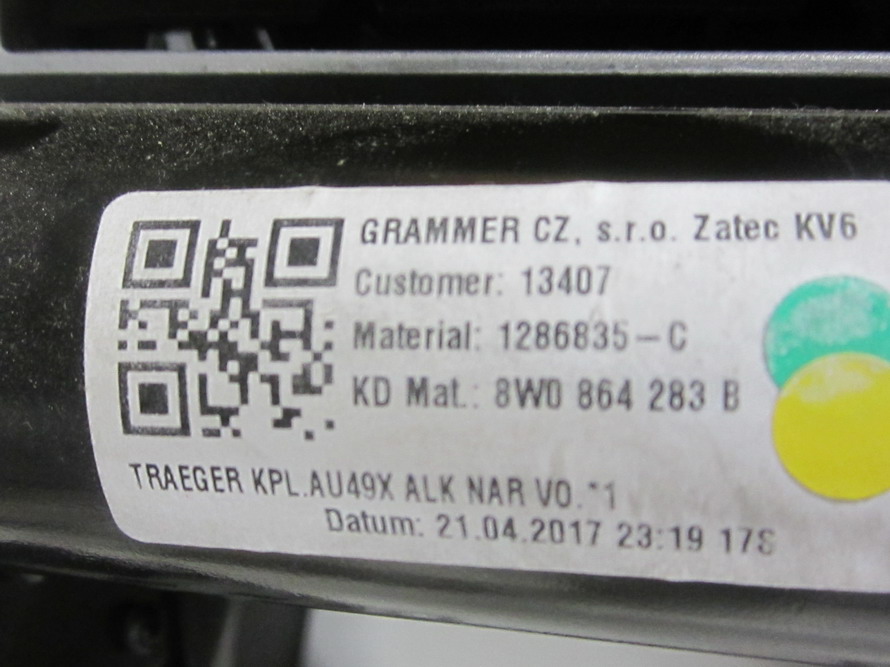 GRAMMER CZ, s.r.o. Zatec KV6
Customer: 13407
Material: 1286835-C
KD Mat.: 8W0 864 283 B
TRAEGER KPL.AU49X ALK NAR VO.
Datum: 21.04.2017 23:19